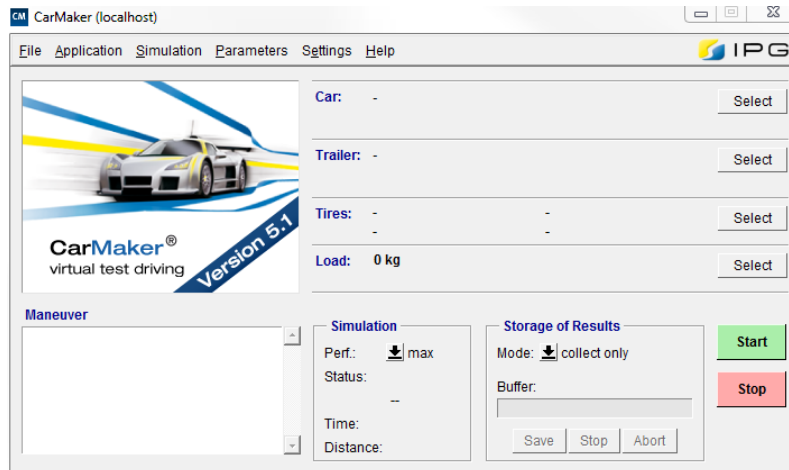 CM CarMaker (localhost)
File Application Simulation Parameters Settings Help
IPG
Car: - Select
Trailer: - Select
Tires: - - Select
- -
Load: 0 kg Select
CarMaker®
virtual test driving
Version 5.1
Maneuver
Simulation
Perf.: max
Status:
--
Time:
Distance:
Storage of Results
Mode: collect only
Buffer:
Save Stop Abort
Start
Stop